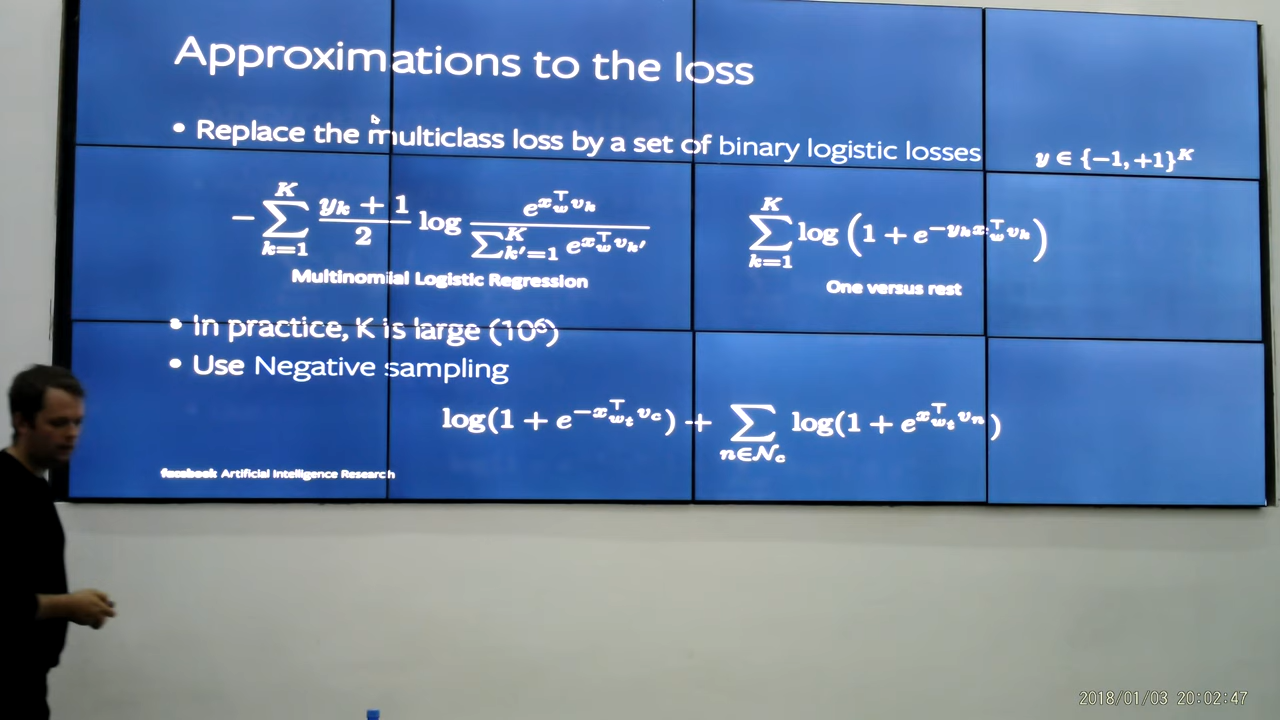 Approximations to the loss
• Replace the multiclass loss by a set of binary logistic losses
y ∈ {−1, +1}^K
−∑_{k=1}^{K} \frac{y_k + 1}{2} log \frac{e^{x_w^⊤ v_k}}{∑_{k'=1}^{K} e^{x_w^⊤ v_{k'}}}
∑_{k=1}^{K} log (1 + e^{−y_k x_w^⊤ v_k})
Multinomial Logistic Regression
One versus rest
• In practice, K is large (10⁶)
• Use Negative sampling
log(1 + e^{−x_{w_t}^⊤ v_c}) + ∑_{n∈𝒩_c} log(1 + e^{x_{w_t}^⊤ v_n})
facebook Artificial Intelligence Research
2018/01/03 20:02:47